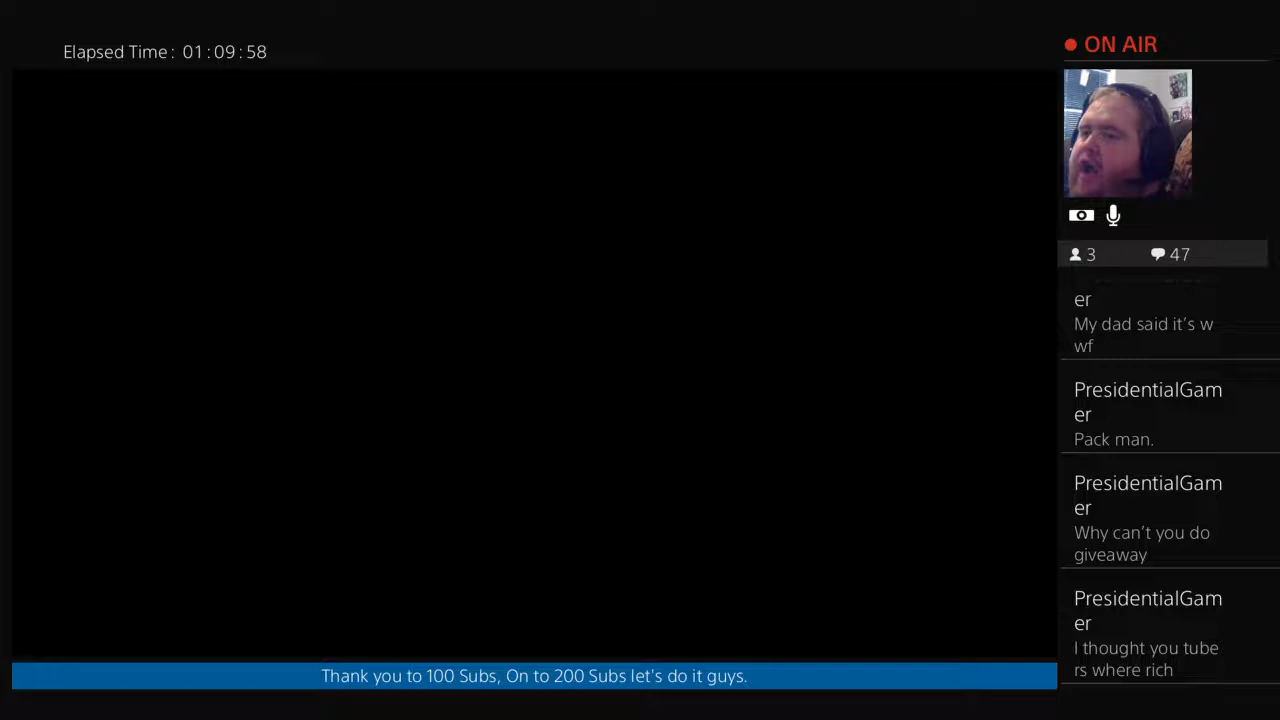 Elapsed Time: 01:09:58
ON AIR
3 47
er
My dad said it's w
wf
PresidentialGam
er
Pack man.
PresidentialGam
er
Why can't you do
giveaway
PresidentialGam
er
I thought you tube
rs where rich
Thank you to 100 Subs, On to 200 Subs let's do it guys.